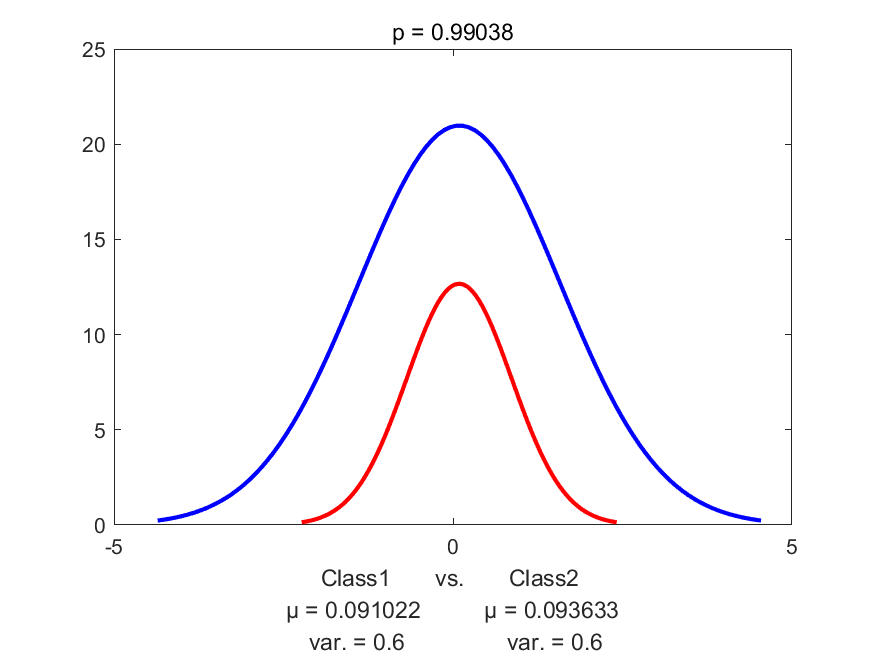 p = 0.99038
25
20
15
10
5
0
-5 0 5
Class1 vs. Class2
μ = 0.091022 μ = 0.093633
var. = 0.6 var. = 0.6